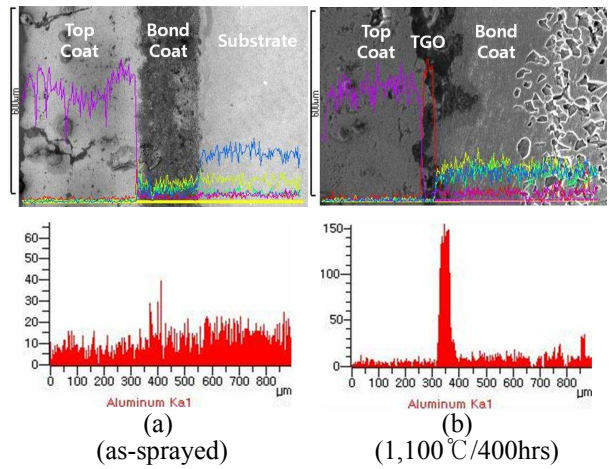 Top Coat
Bond Coat
Substrate
600um
Top Coat
TGO
Bond Coat
600um
60
50
40
30
20
10
0
0 100 200 300 400 500 600 700 800
µm
Aluminum Ka1
150
100
50
0
0 100 200 300 400 500 600 700 800
µm
Aluminum Ka1
(a)
(as-sprayed)
(b)
(1,100℃/400hrs)